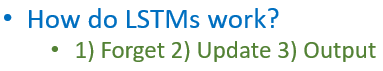 • How do LSTMs work?
• 1) Forget 2) Update 3) Output